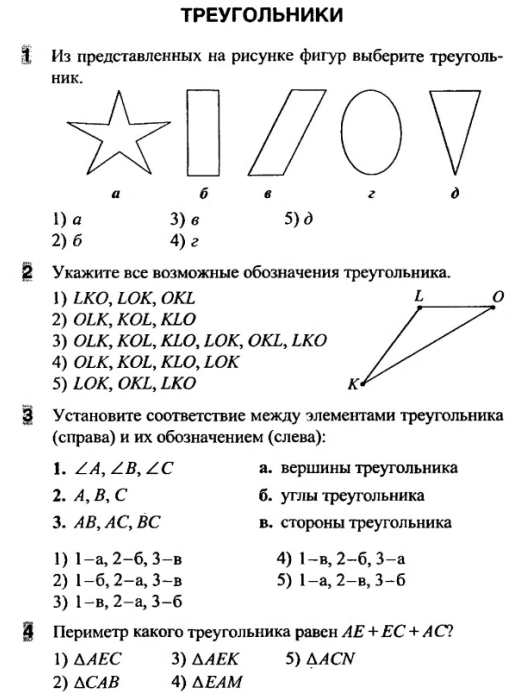 ТРЕУГОЛЬНИКИ
1 Из представленных на рисунке фигур выберите треуголь-
ник.
а б в г д
1) а 3) в 5) д
2) б 4) г
2 Укажите все возможные обозначения треугольника.
1) LKO, LOK, OKL
2) OLK, KOL, KLO
3) OLK, KOL, KLO, LOK, OKL, LKO
4) OLK, KOL, KLO, LOK
5) LOK, OKL, LKO
L O
K
3 Установите соответствие между элементами треугольника
(справа) и их обозначением (слева):
1. ∠A, ∠B, ∠C а. вершины треугольника
2. A, B, C б. углы треугольника
3. AB, AC, BC в. стороны треугольника
1) 1–а, 2–б, 3–в 4) 1–в, 2–б, 3–а
2) 1–б, 2–а, 3–в 5) 1–а, 2–в, 3–б
3) 1–в, 2–а, 3–б
4 Периметр какого треугольника равен AE + EC + AC?
1) ΔAEC 3) ΔAEK 5) ΔACN
2) ΔCAB 4) ΔEAM